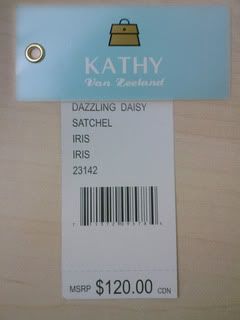 KATHY
Van Zeeland
DAZZLING DAISY
SATCHEL
IRIS
IRIS
23142
MSRP $120.00 CDN